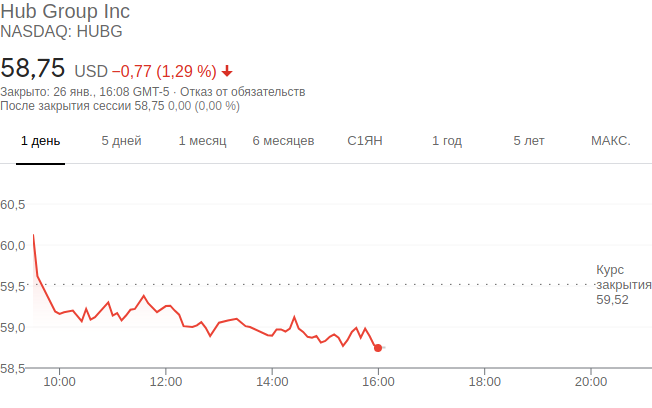 Hub Group Inc
NASDAQ: HUBG
58,75 USD −0,77 (1,29 %)
Закрыто: 26 янв., 16:08 GMT-5 · Отказ от обязательств
После закрытия сессии 58,75 0,00 (0,00 %)
1 день 5 дней 1 месяц 6 месяцев С1ЯН 1 год 5 лет МАКС.
60,5
60,0
Курс
закрытия
59,52
59,5
59,0
58,5
10:00 12:00 14:00 16:00 18:00 20:00